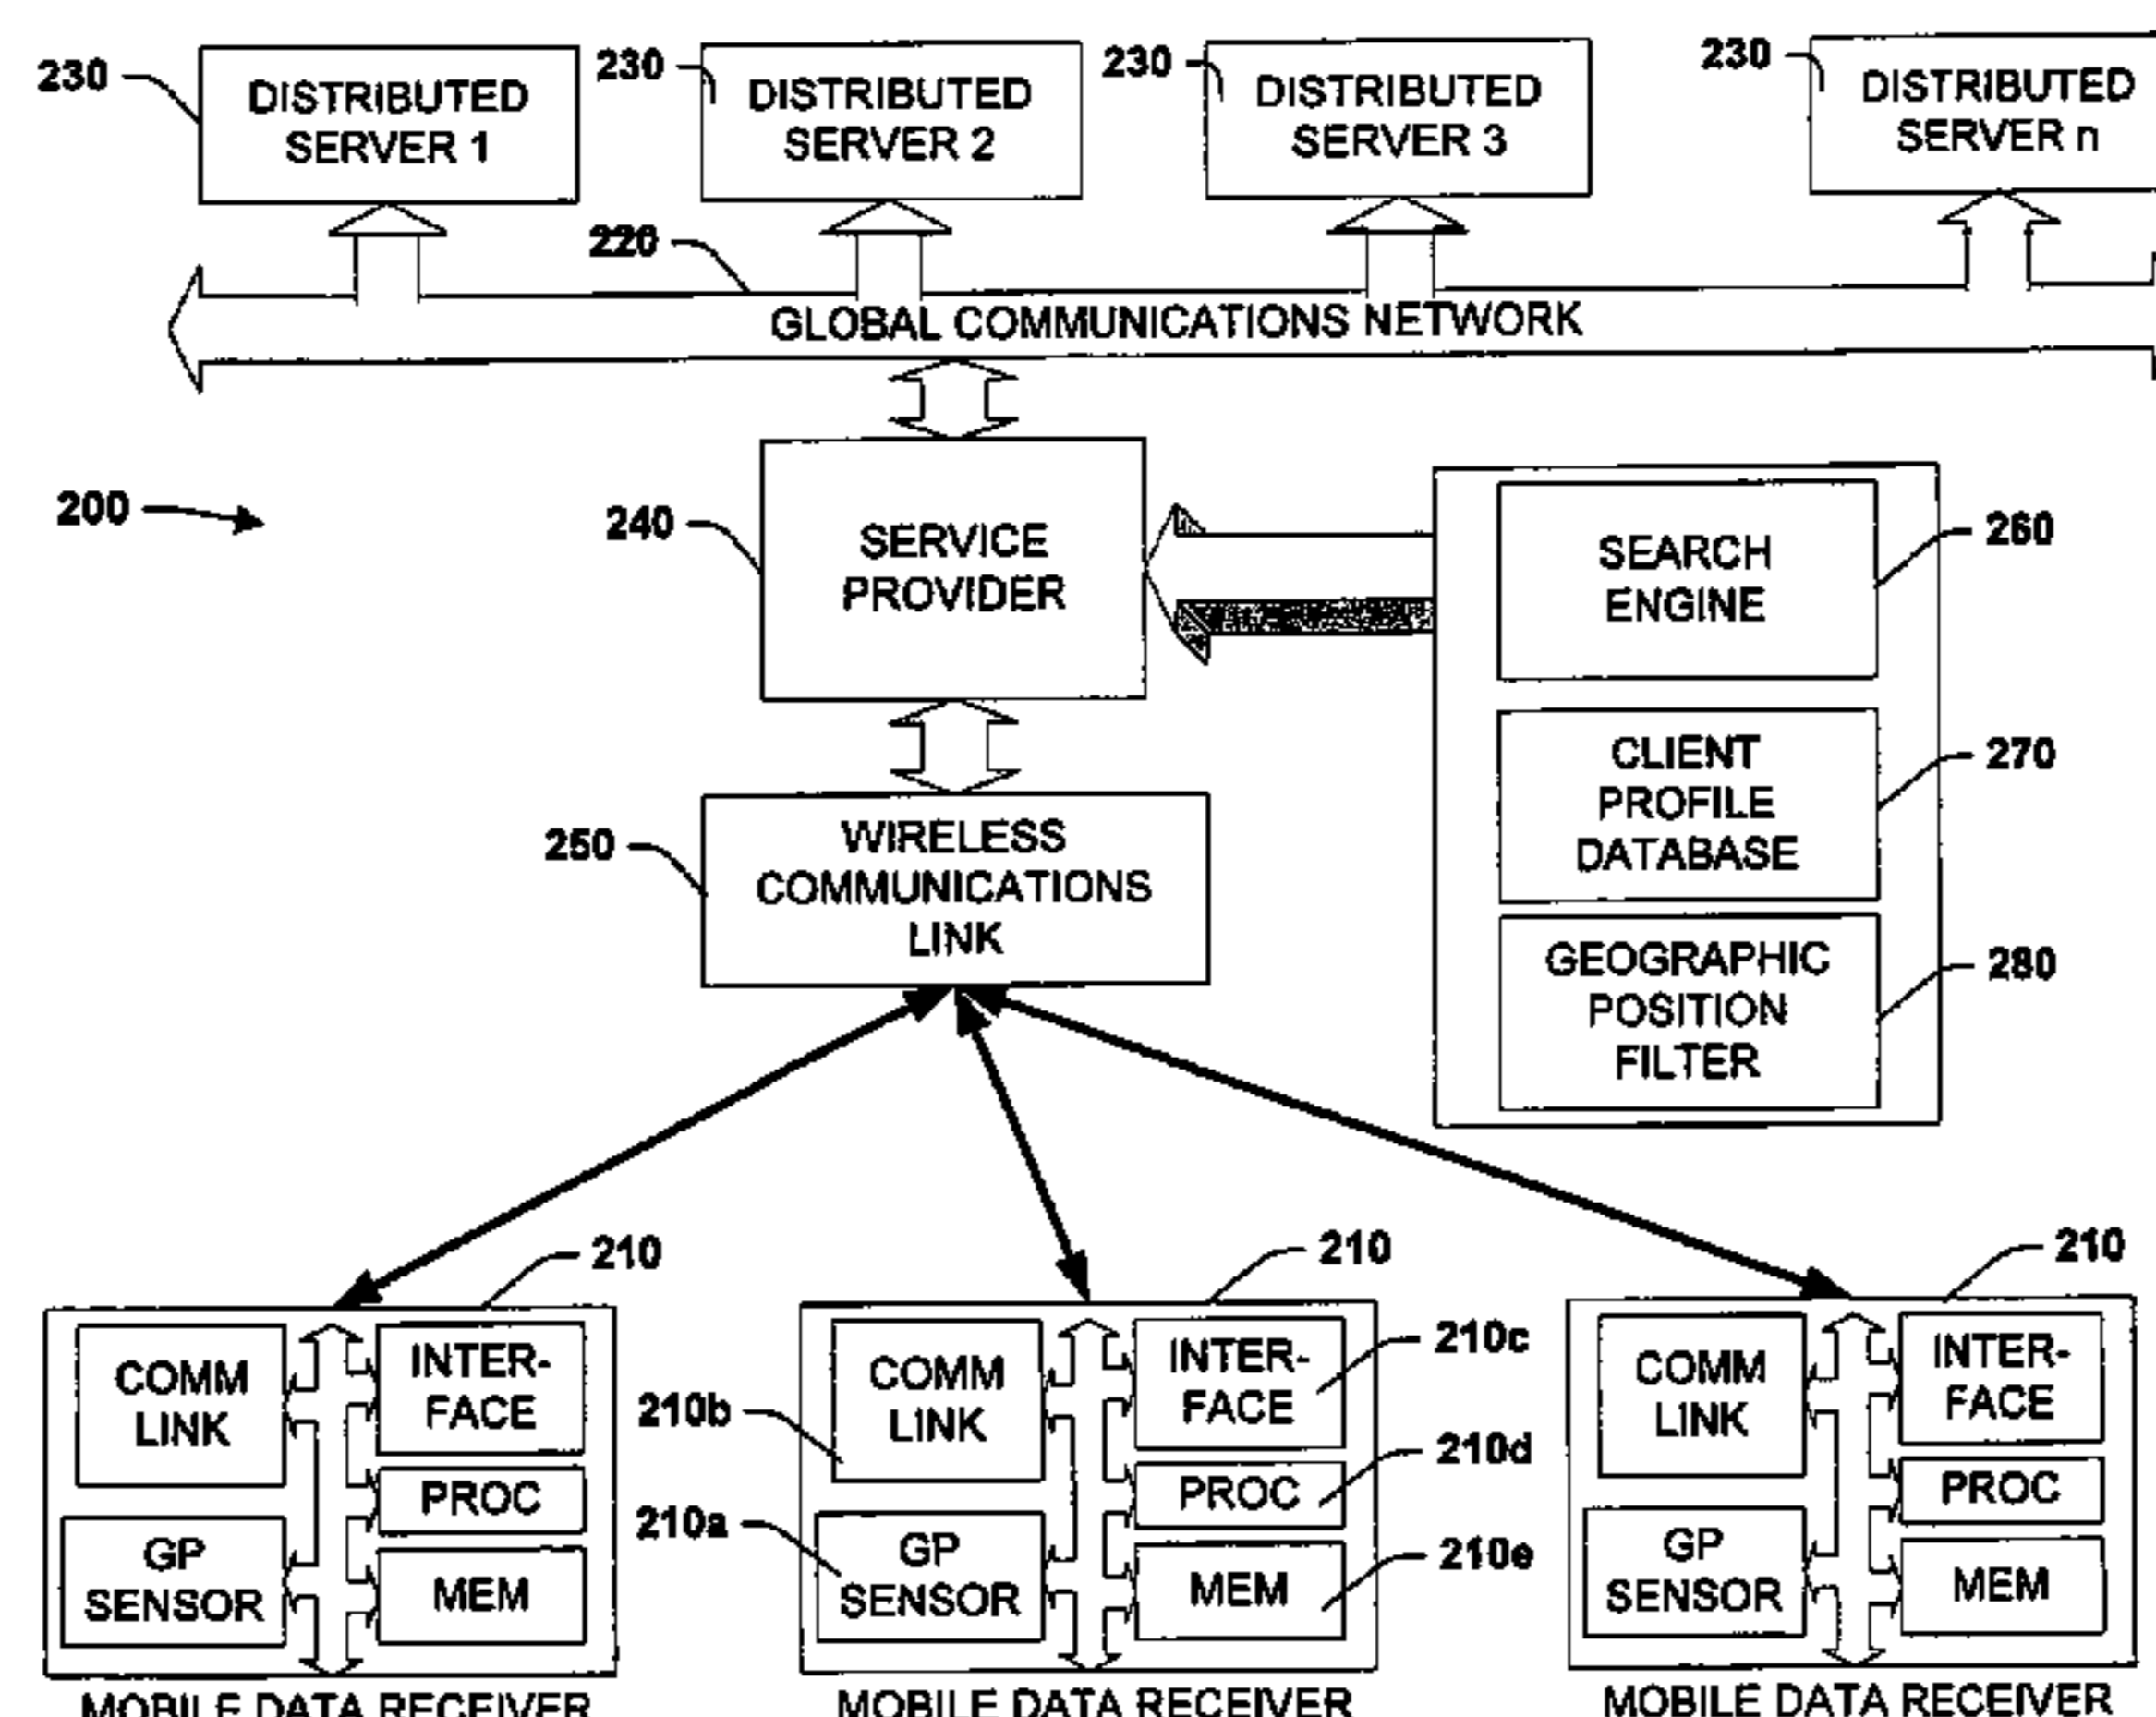 230
DISTRIBUTED
SERVER 1
230
DISTRIBUTED
SERVER 2
230
DISTRIBUTED
SERVER 3
230
DISTRIBUTED
SERVER n
220
GLOBAL COMMUNICATIONS NETWORK
200
240
SERVICE
PROVIDER
SEARCH
ENGINE
260
CLIENT
PROFILE
DATABASE
270
GEOGRAPHIC
POSITION
FILTER
280
250
WIRELESS
COMMUNICATIONS
LINK
210
COMM
LINK
INTER-
FACE
PROC
GP
SENSOR
MEM
MOBILE DATA RECEIVER
210
COMM
LINK
210b
INTER-
FACE
210c
PROC
210d
GP
SENSOR
210a
MEM
210e
MOBILE DATA RECEIVER
210
COMM
LINK
INTER-
FACE
PROC
GP
SENSOR
MEM
MOBILE DATA RECEIVER